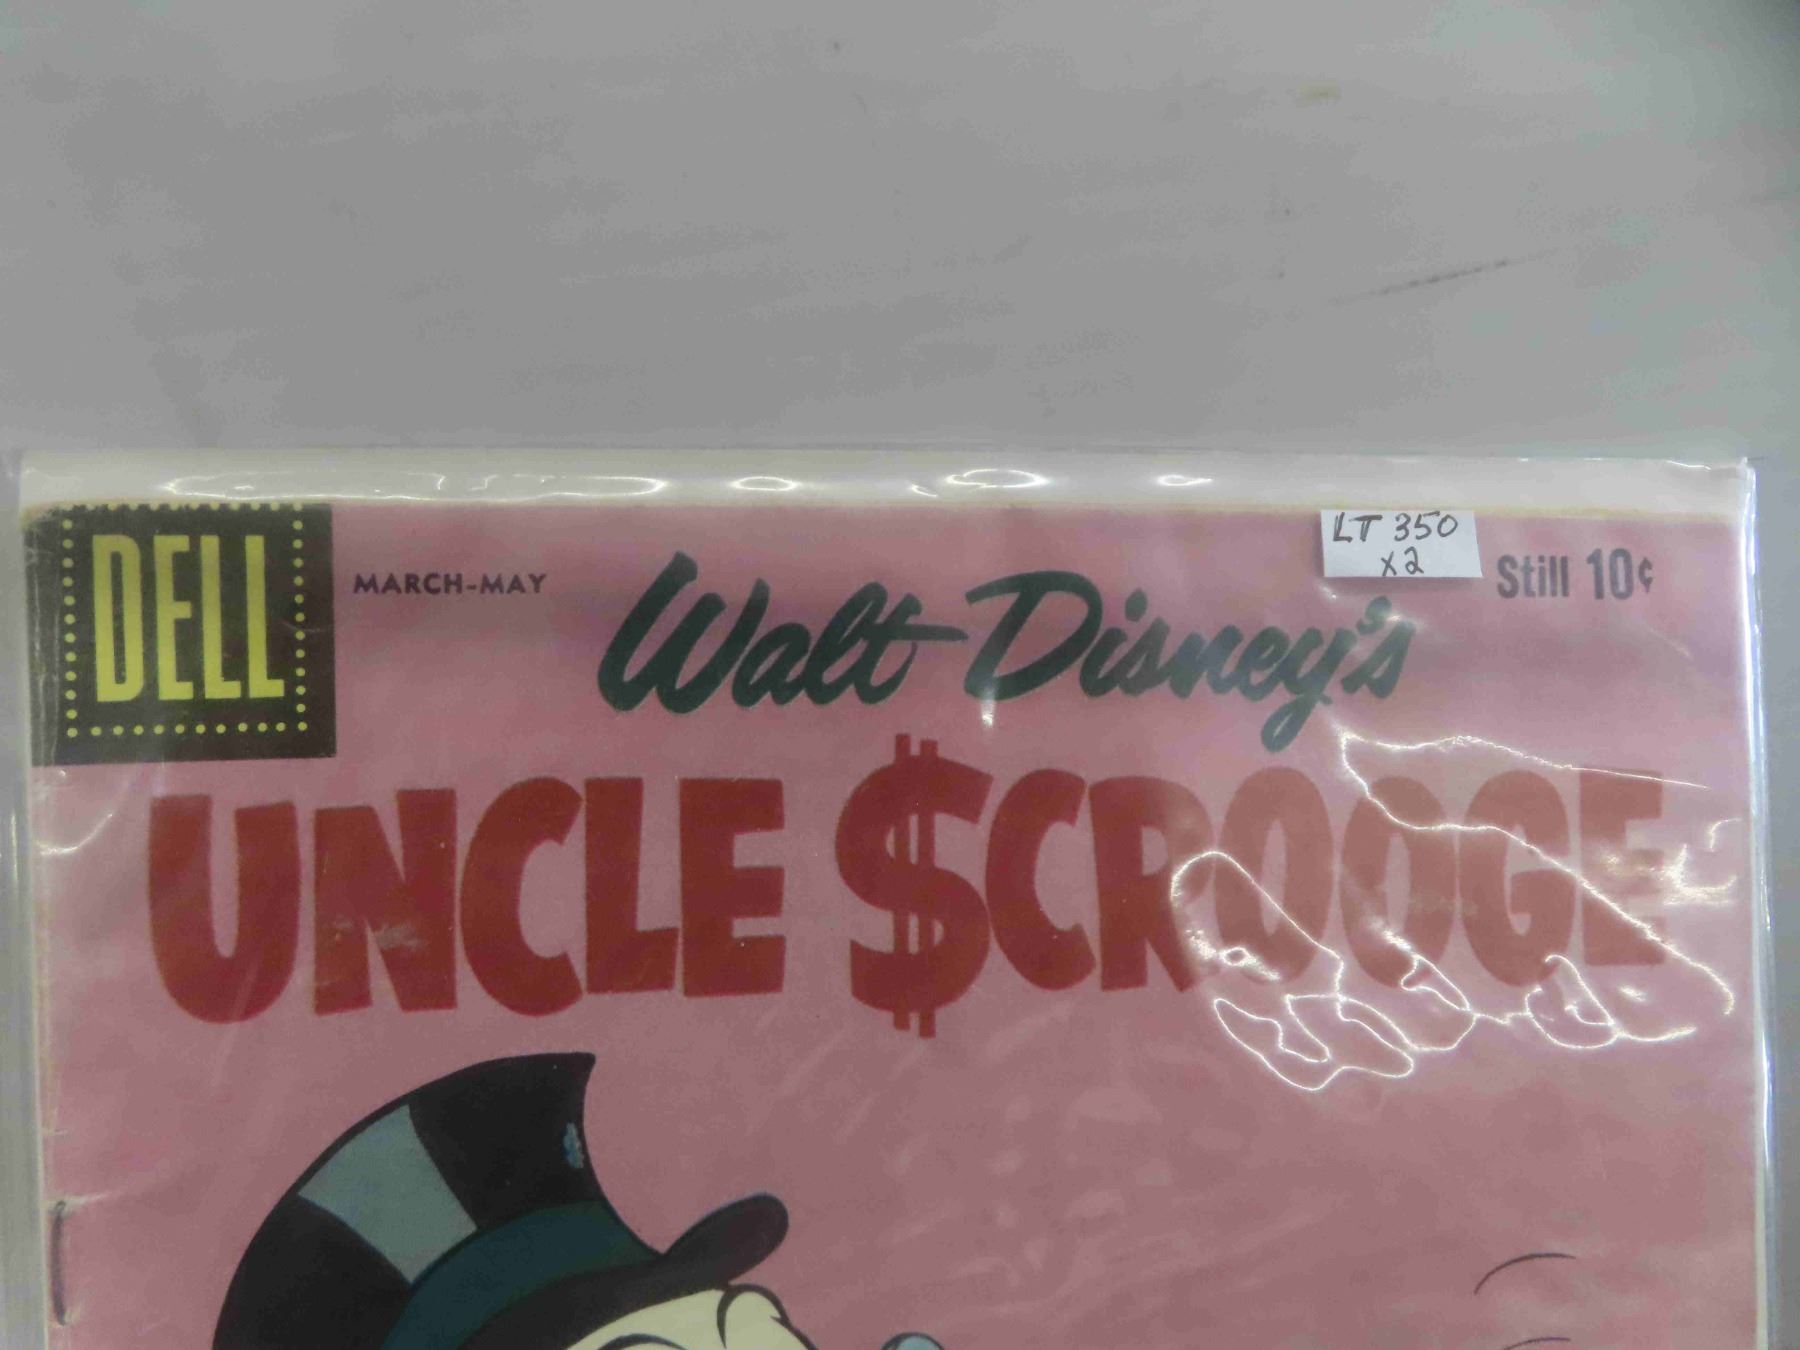 DELL
MARCH-MAY
LT 350
x2
Still 10¢
Walt Disney's
UNCLE $CROOGE